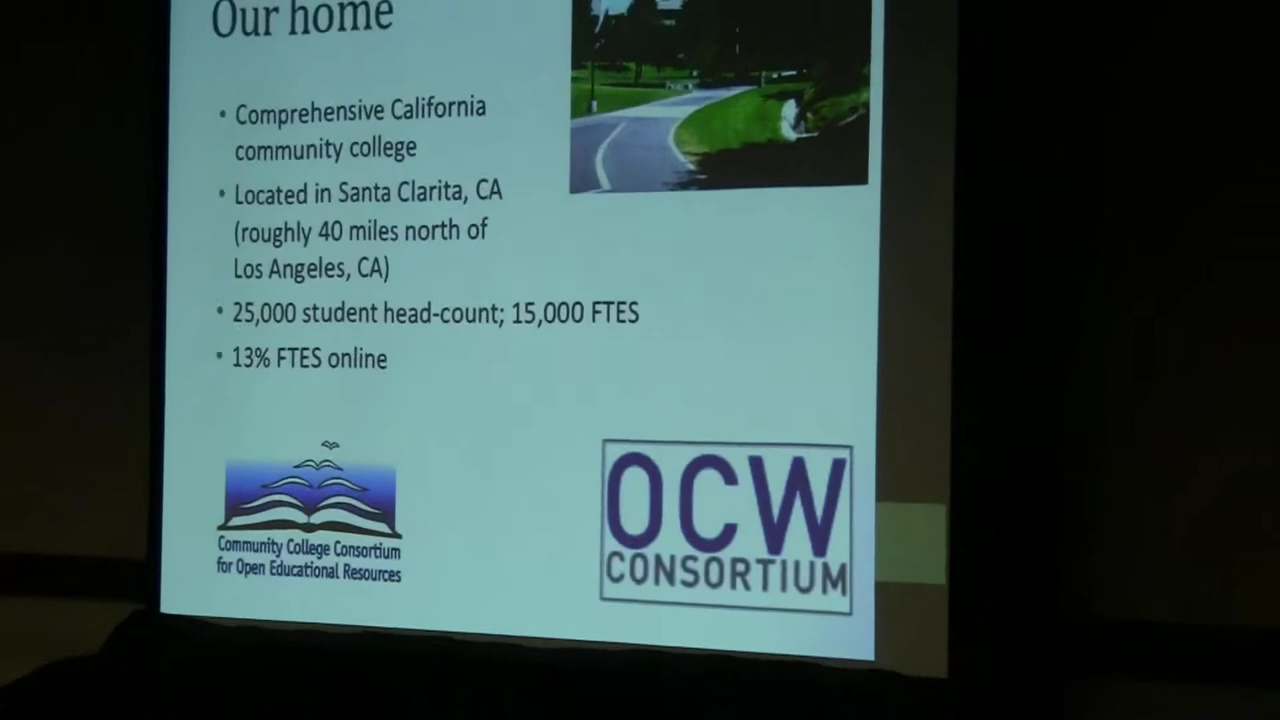 Our home
• Comprehensive California
community college
• Located in Santa Clarita, CA
(roughly 40 miles north of
Los Angeles, CA)
• 25,000 student head-count; 15,000 FTES
• 13% FTES online
Community College Consortium
for Open Educational Resources
OCW
CONSORTIUM